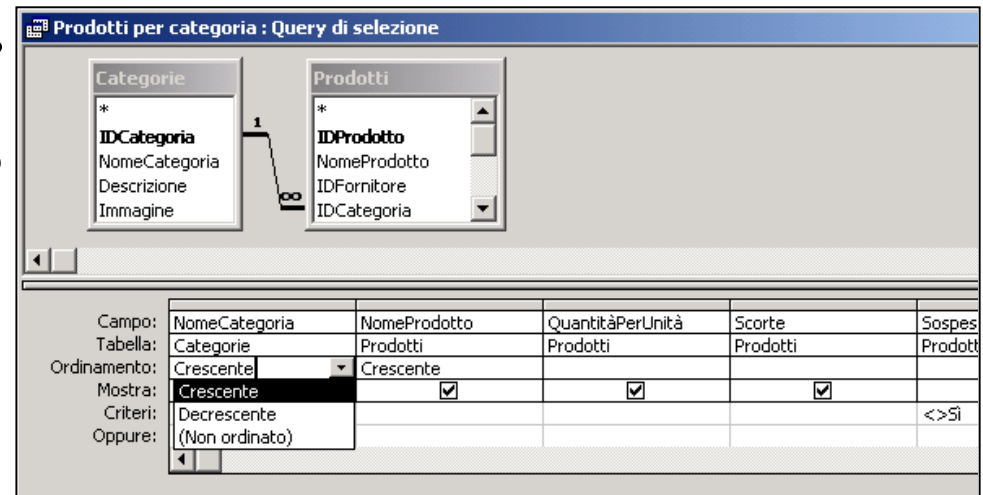 Prodotti per categoria : Query di selezione
Categorie
*
IDCategoria
NomeCategoria
Descrizione
Immagine
1
∞
Prodotti
*
IDProdotto
NomeProdotto
IDFornitore
IDCategoria
Campo: NomeCategoria NomeProdotto QuantitàPerUnità Scorte Sospes
Tabella: Categorie Prodotti Prodotti Prodotti Prodott
Ordinamento: Crescente Crescente
Mostra: Crescente
Criteri: Decrescente <>Sì
Oppure: (Non ordinato)